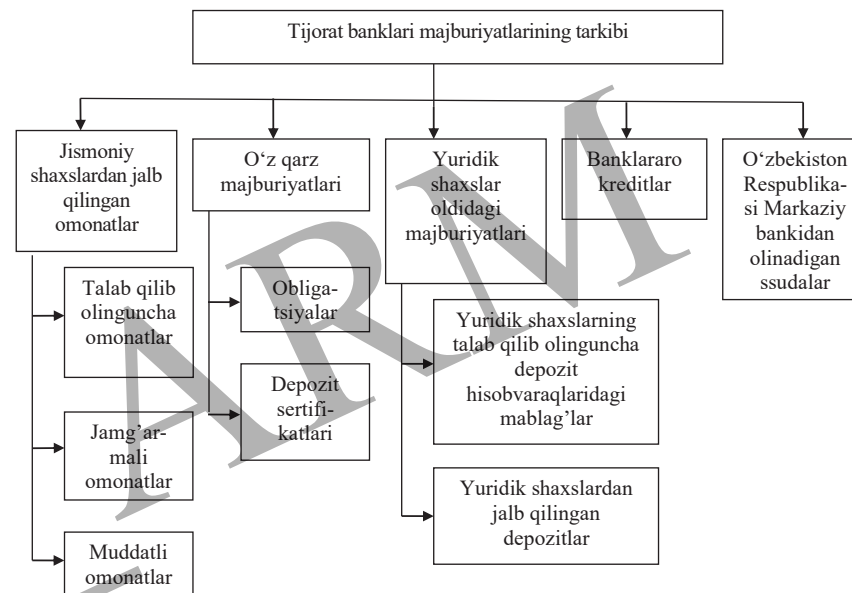 Tijorat banklari majburiyatlarining tarkibi
Jismoniy
shaxslardan jalb
qilingan
omonatlar
O‘z qarz
majburiyatlari
Yuridik
shaxslar
oldidagi
majburiyatlari
Banklararo
kreditlar
O‘zbekiston
Respublika-
si Markaziy
bankidan
olinadigan
ssudalar
Talab qilib
olinguncha
omonatlar
Jamg’ar-
mali
omonatlar
Muddatli
omonatlar
Obliga-
tsiyalar
Depozit
sertifi-
katlari
Yuridik shaxslarning
talab qilib olinguncha
depozit
hisobvaraqlaridagi
mablag’lar
Yuridik shaxslardan
jalb qilingan
depozitlar
ARM